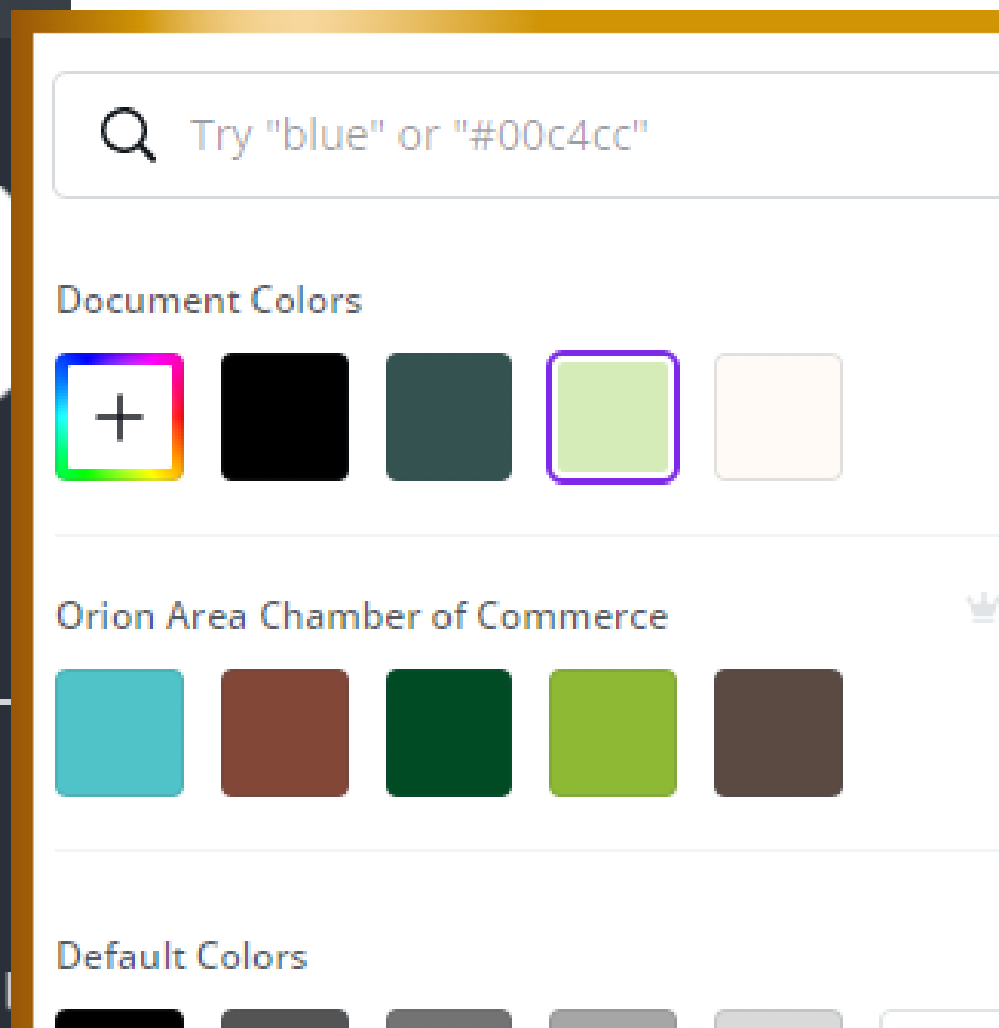 Try "blue" or "#00c4cc"
Document Colors
Orion Area Chamber of Commerce
Default Colors